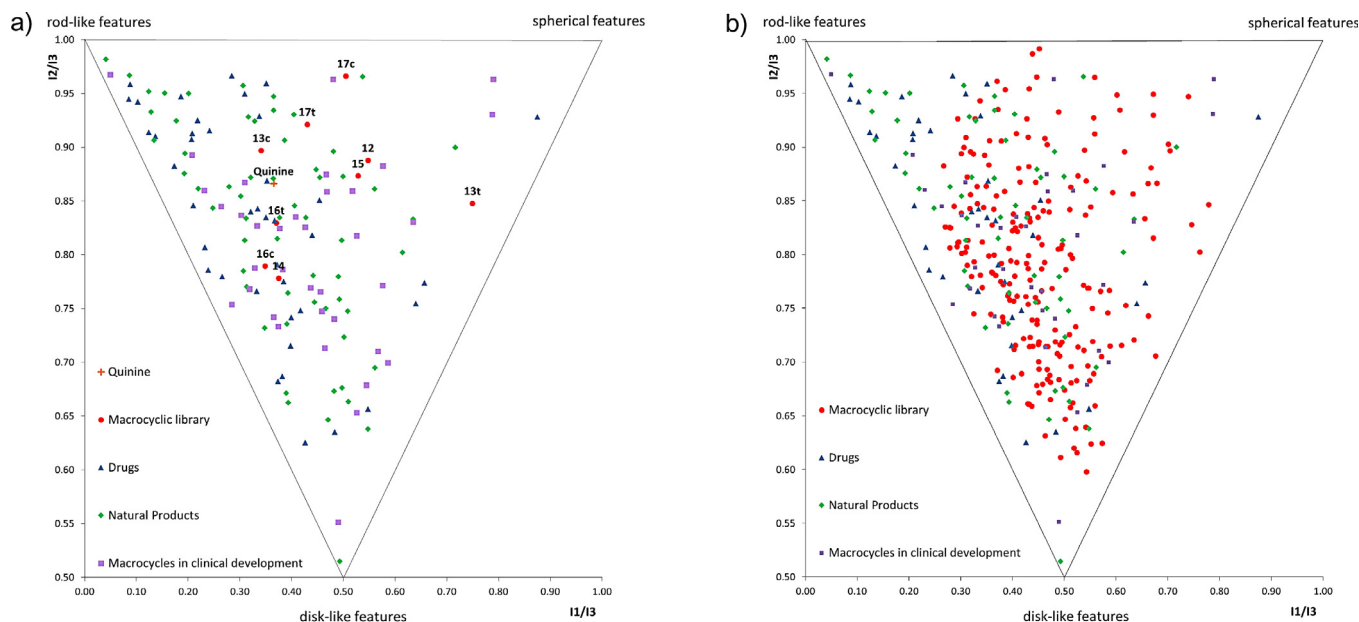 a)
rod-like features
spherical features
I2/I3
1.00
0.95
0.90
0.85
0.80
0.75
0.70
0.65
0.60
0.55
0.50
17c
17t
13c
12
15
Quinine
13t
16t
16c
14
Quinine
Macrocyclic library
Drugs
Natural Products
Macrocycles in clinical development
0.00 0.10 0.20 0.30 0.40 0.50 0.60 0.70 0.80 0.90 1.00
disk-like features
I1/I3
b)
rod-like features
spherical features
I2/I3
1.00
0.95
0.90
0.85
0.80
0.75
0.70
0.65
0.60
0.55
0.50
Macrocyclic library
Drugs
Natural Products
Macrocycles in clinical development
0.00 0.10 0.20 0.30 0.40 0.50 0.60 0.70 0.80 0.90 1.00
disk-like features
I1/I3